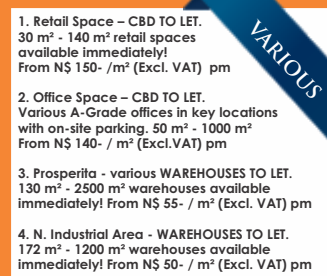 VARIOUS
1. Retail Space – CBD TO LET.
30 m² - 140 m² retail spaces
available immediately!
From N$ 150- /m² (Excl. VAT)  pm
2. Office Space – CBD TO LET.
Various A-Grade offices in key locations
with on-site parking. 50 m² - 1000 m²
From N$ 140- / m² (Excl.VAT) pm
3. Prosperita - various WAREHOUSES TO LET.
130 m² - 2500 m² warehouses available
immediately! From N$ 55- / m² (Excl. VAT) pm
4. N. Industrial Area - WAREHOUSES TO LET.
172 m² - 1200 m² warehouses available
immediately! From N$ 50- / m² (Excl. VAT) pm